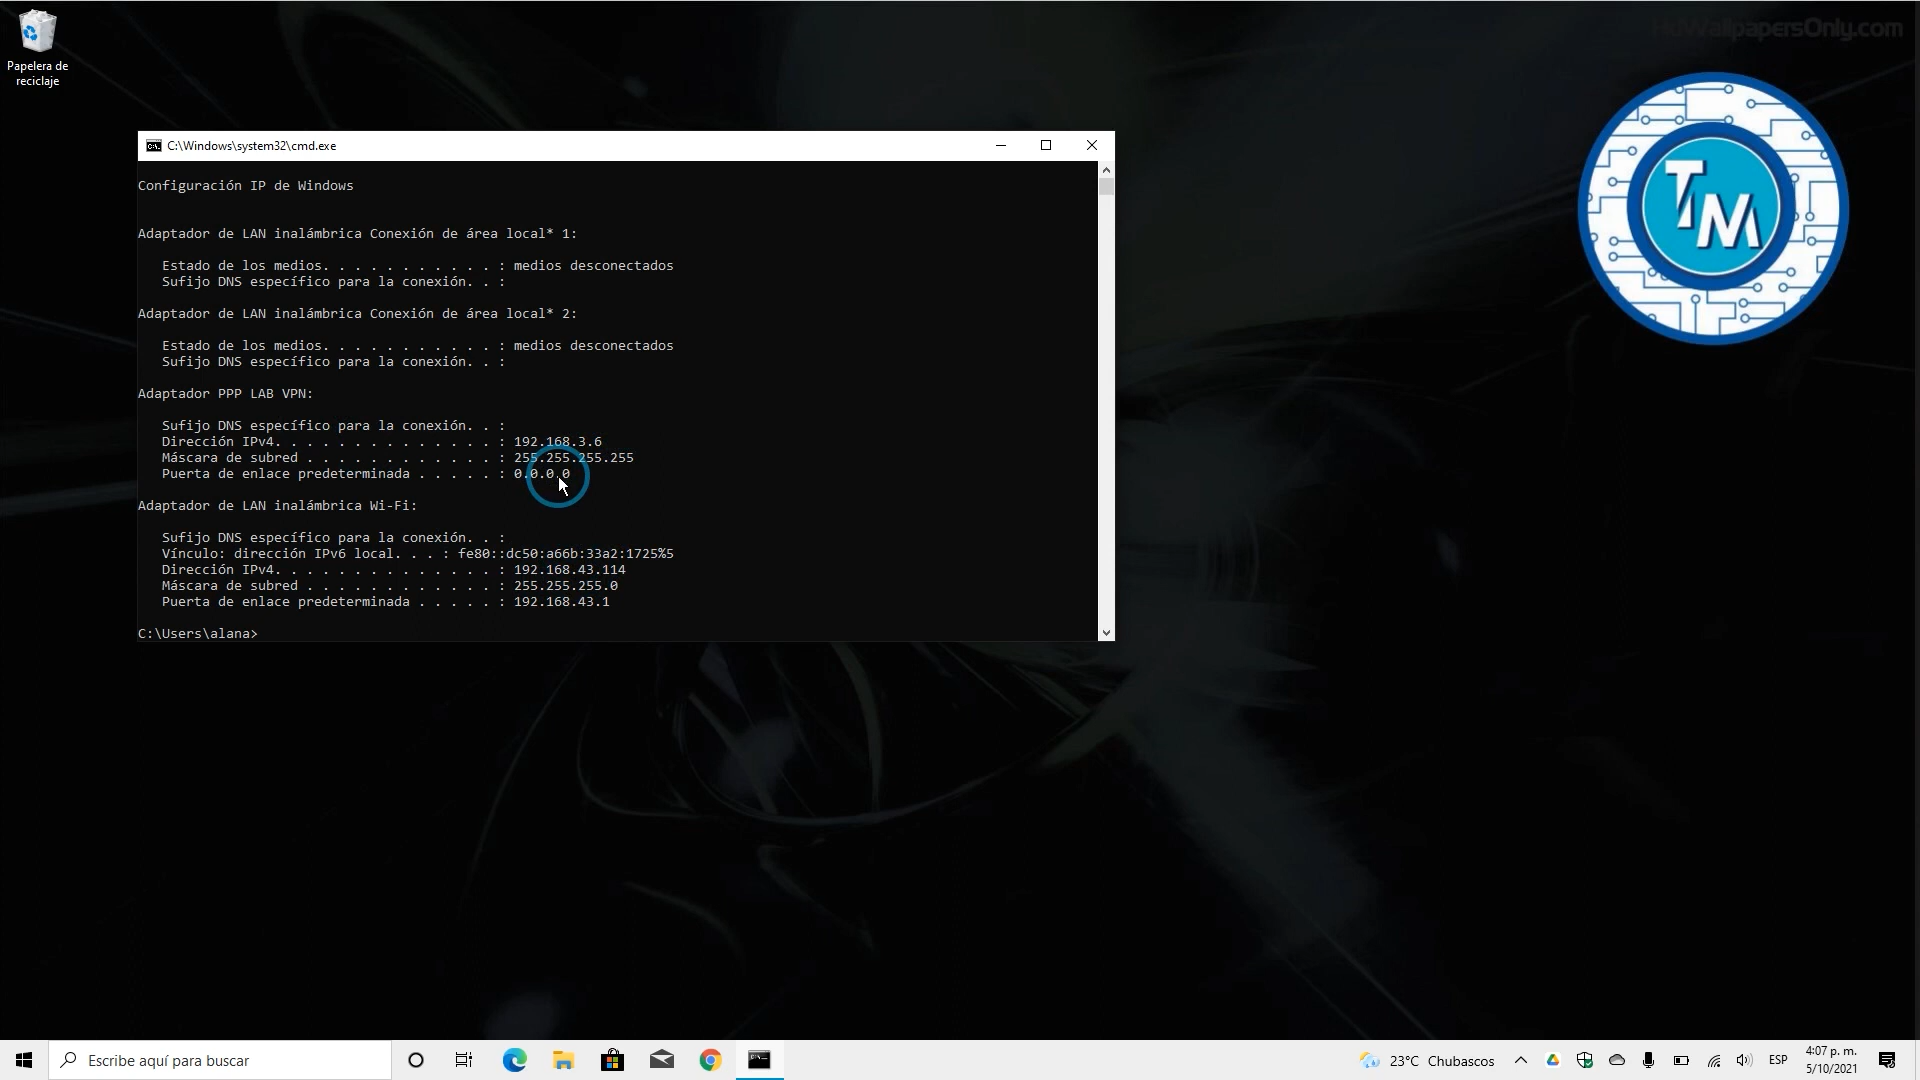 HdWallpapersOnly.com
Papelera de
reciclaje
TM
C:\Windows\system32\cmd.exe
Configuración IP de Windows
Adaptador de LAN inalámbrica Conexión de área local* 1:
Estado de los medios. . . . . . . . . . . : medios desconectados
Sufijo DNS específico para la conexión. . :
Adaptador de LAN inalámbrica Conexión de área local* 2:
Estado de los medios. . . . . . . . . . . : medios desconectados
Sufijo DNS específico para la conexión. . :
Adaptador PPP LAB VPN:
Sufijo DNS específico para la conexión. . :
Dirección IPv4. . . . . . . . . . . . . . : 192.168.3.6
Máscara de subred . . . . . . . . . . . . : 255.255.255.255
Puerta de enlace predeterminada . . . . . : 0.0.0.0
Adaptador de LAN inalámbrica Wi-Fi:
Sufijo DNS específico para la conexión. . :
Vínculo: dirección IPv6 local. . . : fe80::dc50:a66b:33a2:1725%5
Dirección IPv4. . . . . . . . . . . . . . : 192.168.43.114
Máscara de subred . . . . . . . . . . . . : 255.255.255.0
Puerta de enlace predeterminada . . . . . : 192.168.43.1
C:\Users\alana>
Escribe aquí para buscar
23°C Chubascos
ESP
4:07 p. m.
5/10/2021